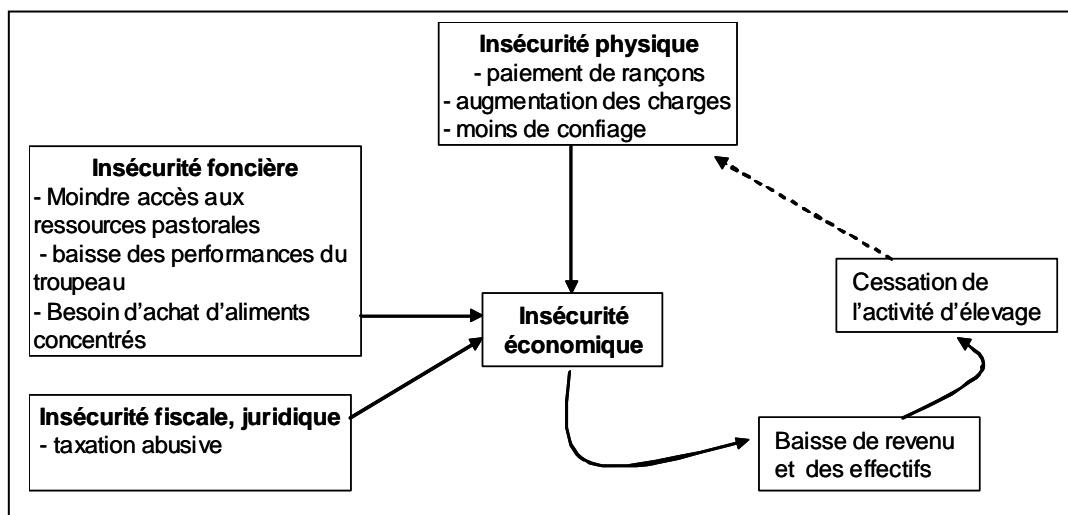 Insécurité physique
- paiement de rançons
- augmentation des charges
- moins de confiage
Insécurité foncière
- Moindre accès aux
ressources pastorales
- baisse des performances du
troupeau
- Besoin d’achat d’aliments
concentrés
Insécurité fiscale, juridique
- taxation abusive
Insécurité
économique
Baisse de revenu
et des effectifs
Cessation de
l’activité d’élevage